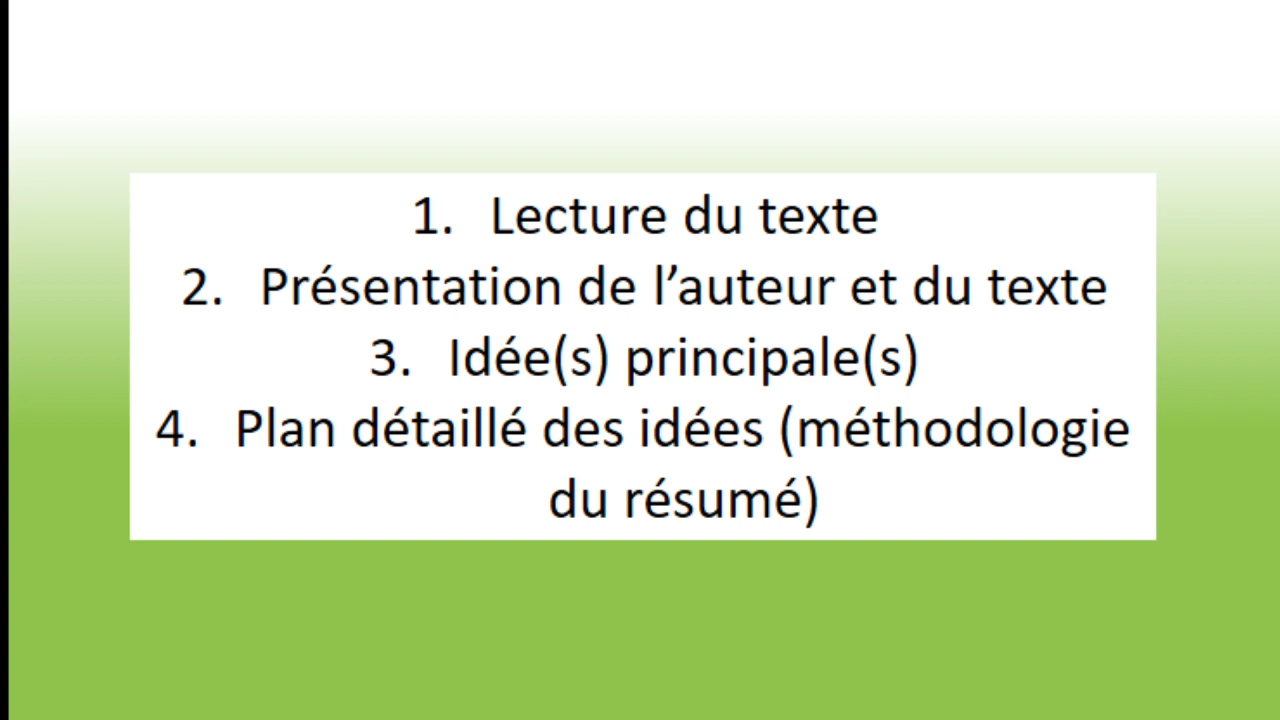 1. Lecture du texte
2. Présentation de l’auteur et du texte
3. Idée(s) principale(s)
4. Plan détaillé des idées (méthodologie
du résumé)